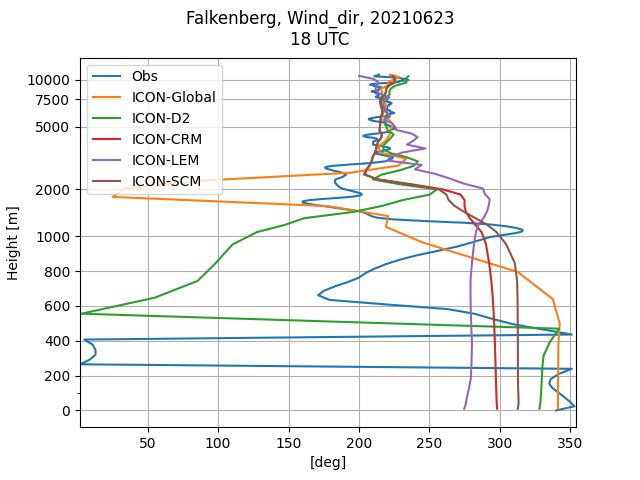 Falkenberg, Wind_dir, 20210623
18 UTC
Obs
ICON-Global
ICON-D2
ICON-CRM
ICON-LEM
ICON-SCM
Height [m]
10000
7500
5000
2000
1000
800
600
400
200
0
50
100
150
200
250
300
350
[deg]